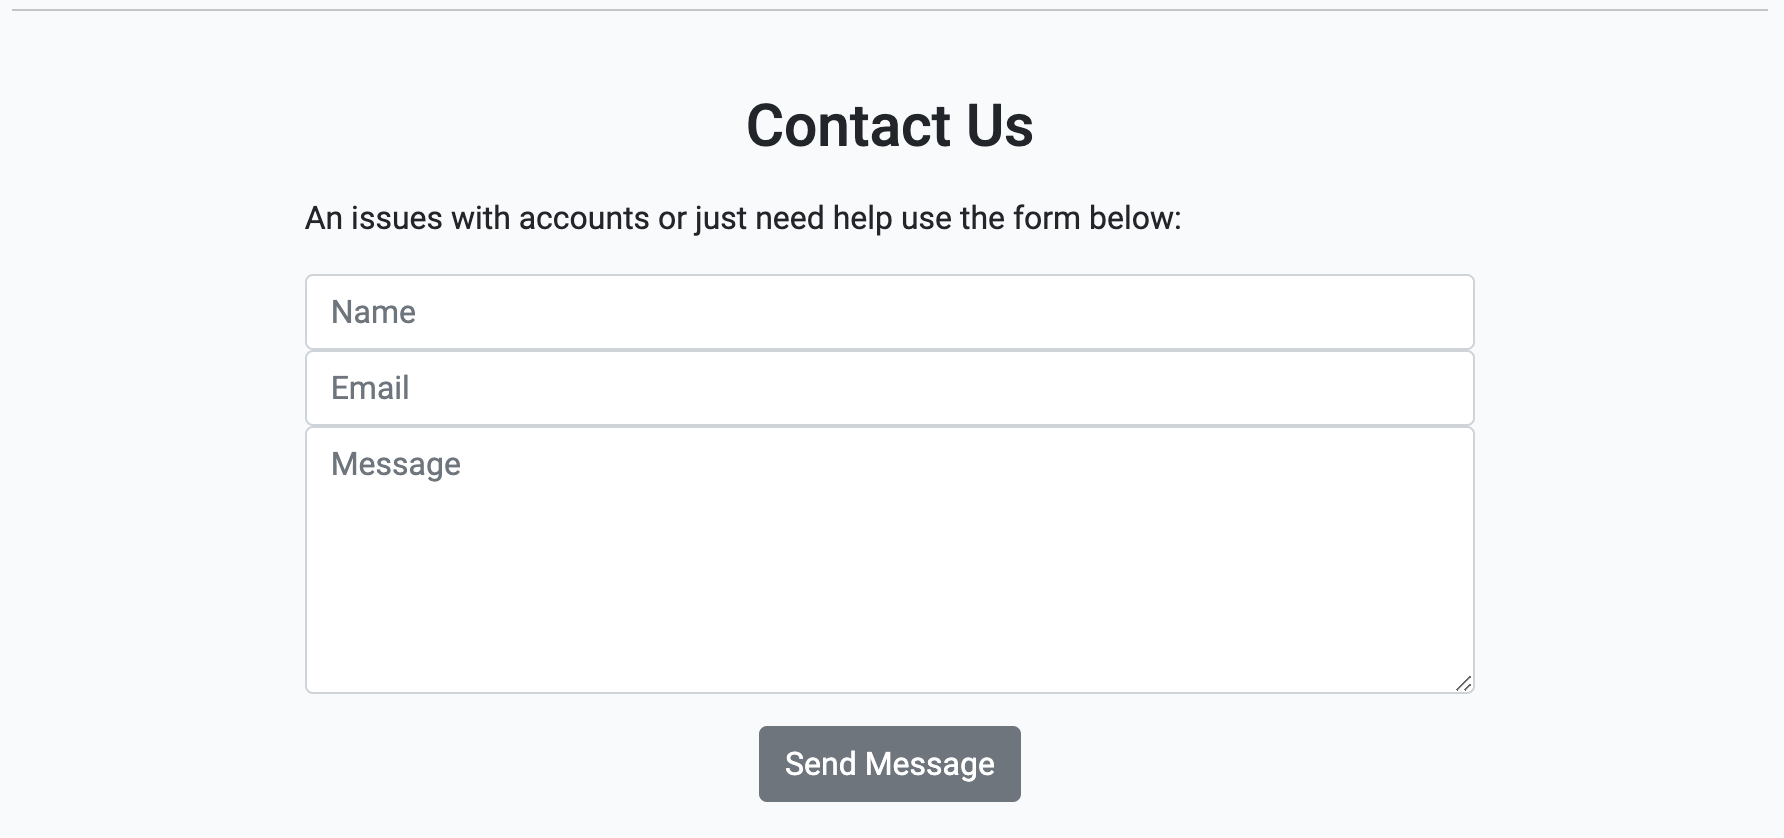 Contact Us
An issues with accounts or just need help use the form below:
Name
Email
Message
Send Message